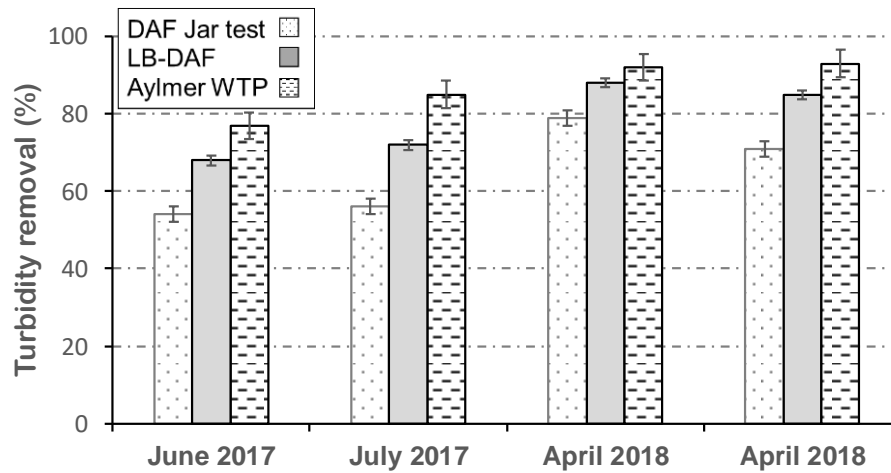 DAF Jar test
LB-DAF
Aylmer WTP
Turbidity removal (%)
100
80
60
40
20
0
June 2017
July 2017
April 2018
April 2018